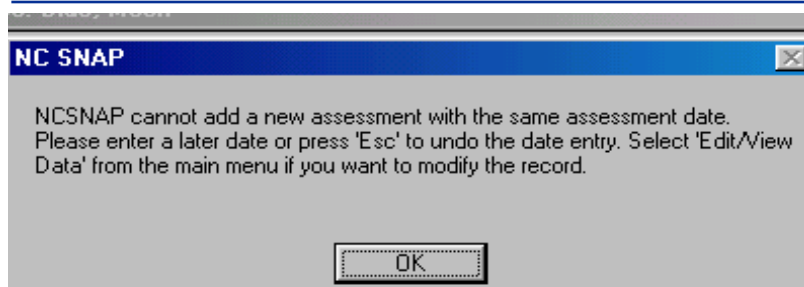 NC SNAP
NCSNAP cannot add a new assessment with the same assessment date.
Please enter a later date or press 'Esc' to undo the date entry. Select 'Edit/View
Data' from the main menu if you want to modify the record.
OK